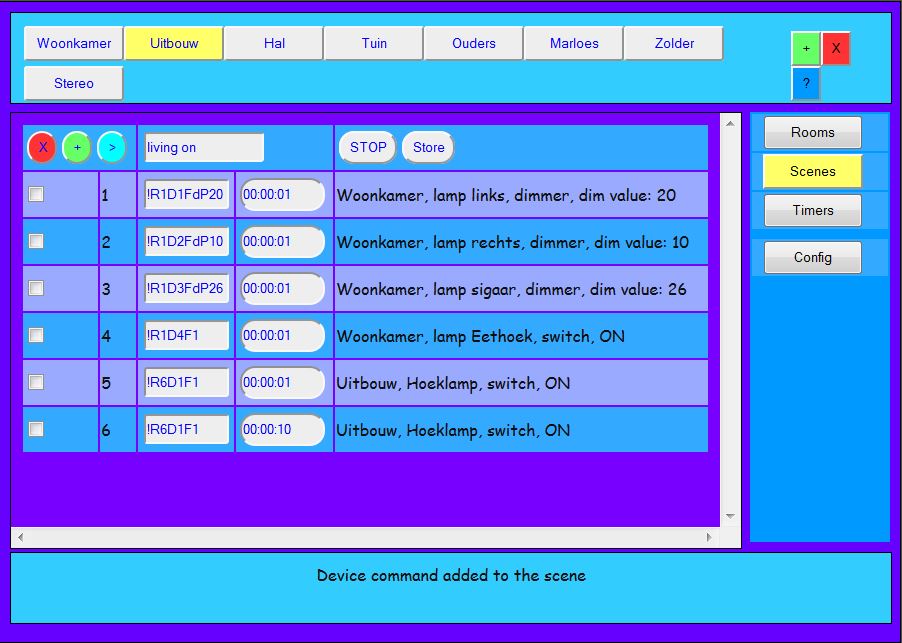 Woonkamer Uitbouw Hal Tuin Ouders Marloes Zolder + X
Stereo ?
X + > living on STOP Store Rooms
1 !R1D1FdP20 00:00:01 Woonkamer, lamp links, dimmer, dim value: 20 Scenes
2 !R1D2FdP10 00:00:01 Woonkamer, lamp rechts, dimmer, dim value: 10 Timers
3 !R1D3FdP26 00:00:01 Woonkamer, lamp sigaar, dimmer, dim value: 26 Config
4 !R1D4F1 00:00:01 Woonkamer, lamp Eethoek, switch, ON
5 !R6D1F1 00:00:01 Uitbouw, Hoeklamp, switch, ON
6 !R6D1F1 00:00:10 Uitbouw, Hoeklamp, switch, ON
Device command added to the scene